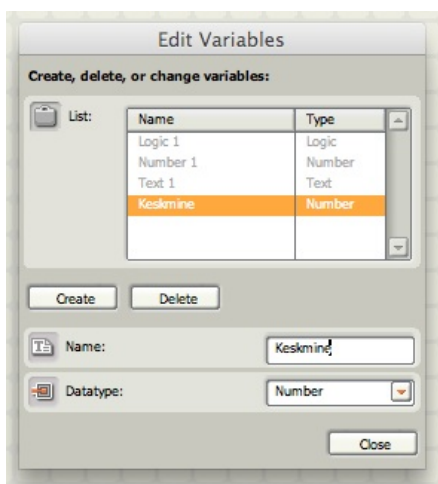 Edit Variables
Create, delete, or change variables:
List:
Name Type
Logic 1 Logic
Number 1 Number
Text 1 Text
Keskmine Number
Create Delete
Name: Keskmine
Datatype: Number
Close